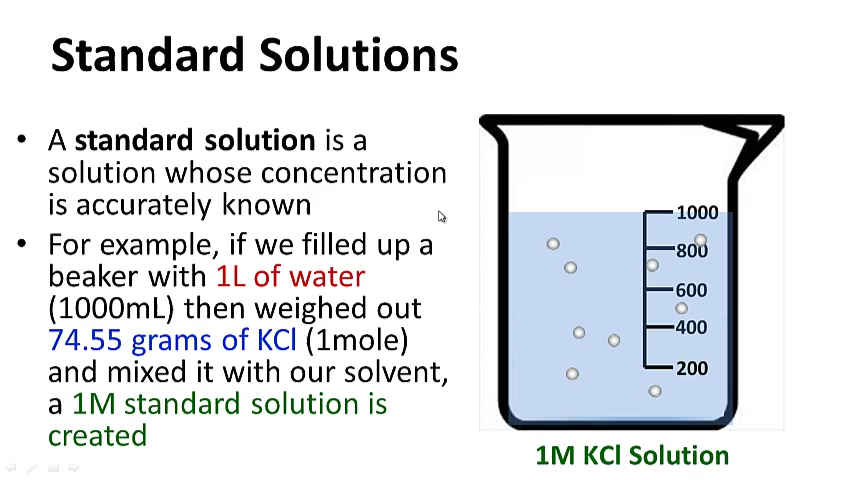 Standard Solutions
• A standard solution is a
solution whose concentration
is accurately known
• For example, if we filled up a
beaker with 1L of water
(1000mL) then weighed out
74.55 grams of KCl (1mole)
and mixed it with our solvent,
a 1M standard solution is
created
1000
800
600
400
200
1M KCl Solution